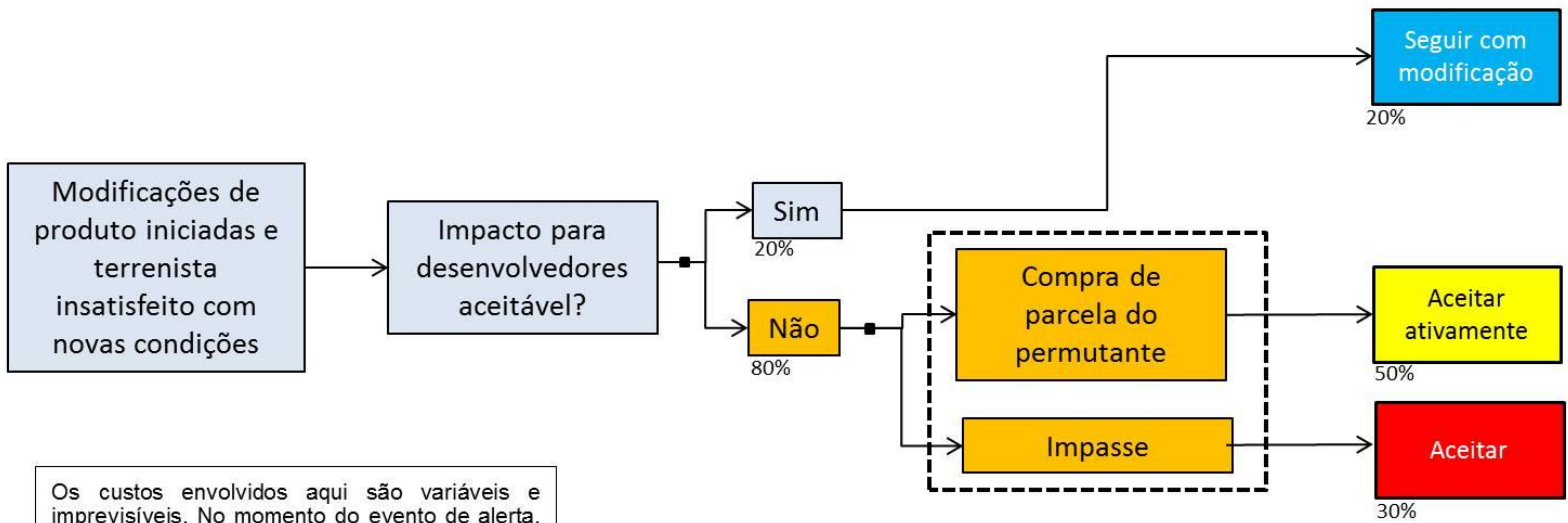 Seguir com
modificação
20%
Modificações de
produto iniciadas e
terrenista
insatisfeito com
novas condições
Impacto para
desenvolvedores
aceitável?
Sim
20%
Não
80%
Compra de
parcela do
permutante
Aceitar
ativamente
50%
Impasse
Aceitar
30%
Os custos envolvidos aqui são variáveis e
imprevisíveis. No momento do evento de alerta,